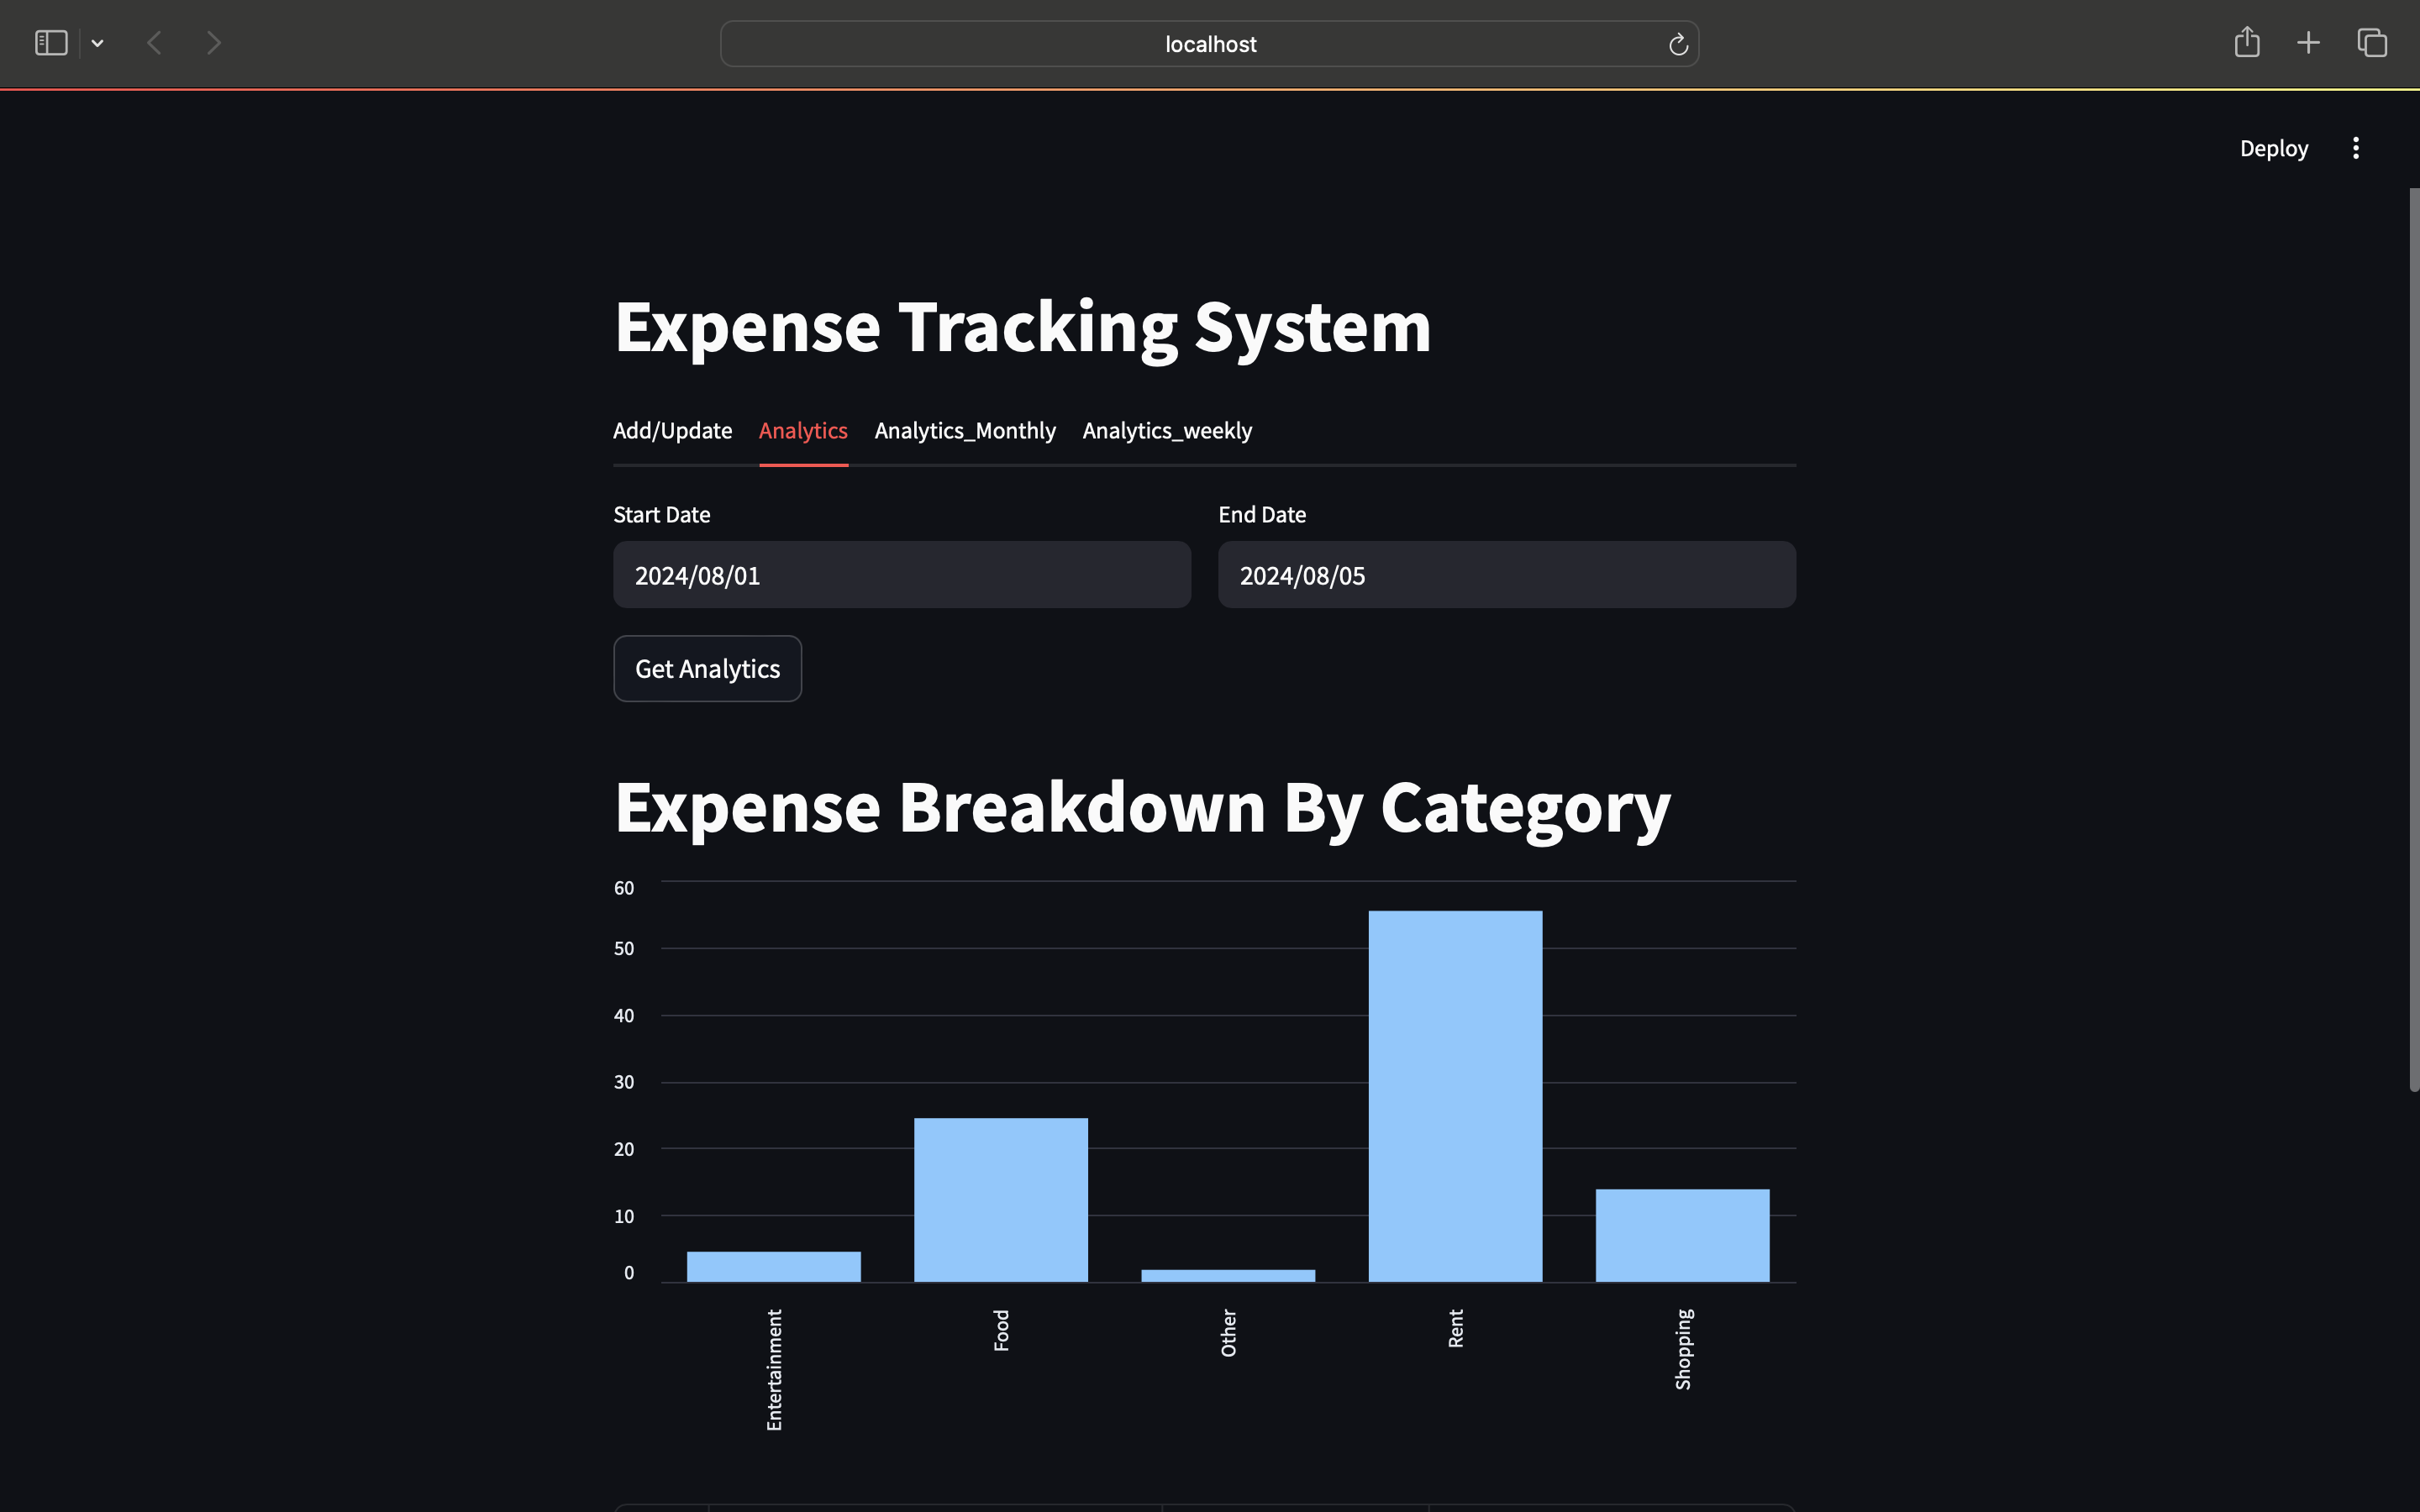 localhost
Deploy
Expense Tracking System
Add/Update Analytics Analytics_Monthly Analytics_weekly
Start Date End Date
2024/08/01 2024/08/05
Get Analytics
Expense Breakdown By Category
60
50
40
30
20
10
0
Entertainment Food Other Rent Shopping